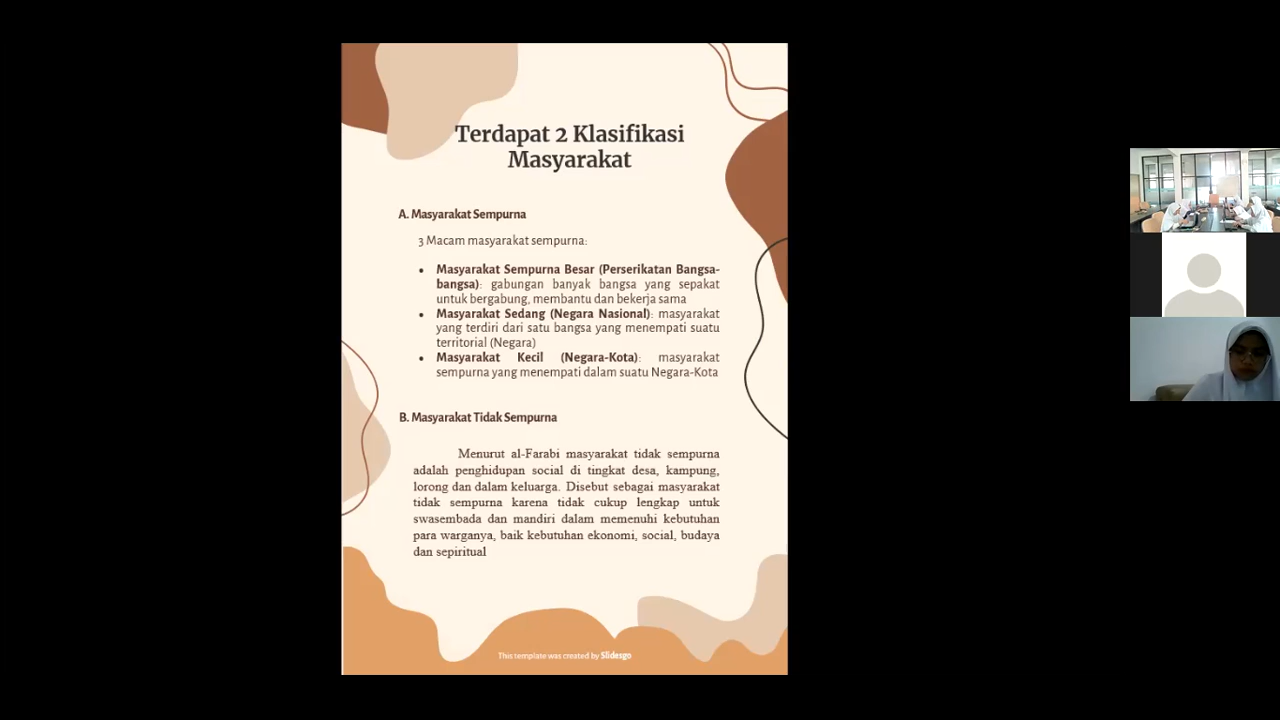 Terdapat 2 Klasifikasi
Masyarakat
A. Masyarakat Sempurna
3 Macam masyarakat sempurna:
• Masyarakat Sempurna Besar (Perserikatan Bangsa-
bangsa): gabungan banyak bangsa yang sepakat
untuk bergabung, membantu dan bekerja sama
• Masyarakat Sedang (Negara Nasional): masyarakat
yang terdiri dari satu bangsa yang menempati suatu
territorial (Negara)
• Masyarakat Kecil (Negara-Kota): masyarakat
sempurna yang menempati dalam suatu Negara-Kota
B. Masyarakat Tidak Sempurna
Menurut al-Farabi masyarakat tidak sempurna
adalah penghidupan social di tingkat desa, kampung,
lorong dan dalam keluarga. Disebut sebagai masyarakat
tidak sempurna karena tidak cukup lengkap untuk
swasembada dan mandiri dalam memenuhi kebutuhan
para warganya, baik kebutuhan ekonomi, social, budaya
dan sepiritual
This template was created by Slidesgo